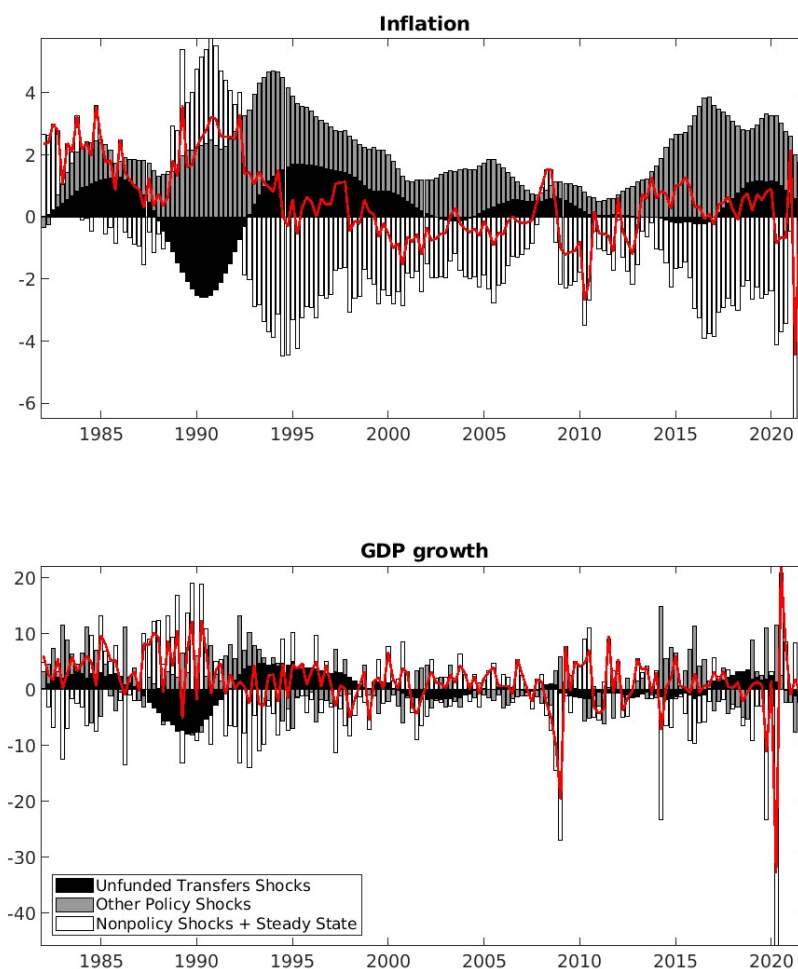 Inflation
4
2
0
-2
-4
-6
1985 1990 1995 2000 2005 2010 2015 2020
GDP growth
20
10
0
-10
-20
-30
-40
Unfunded Transfers Shocks
Other Policy Shocks
Nonpolicy Shocks + Steady State
1985 1990 1995 2000 2005 2010 2015 2020